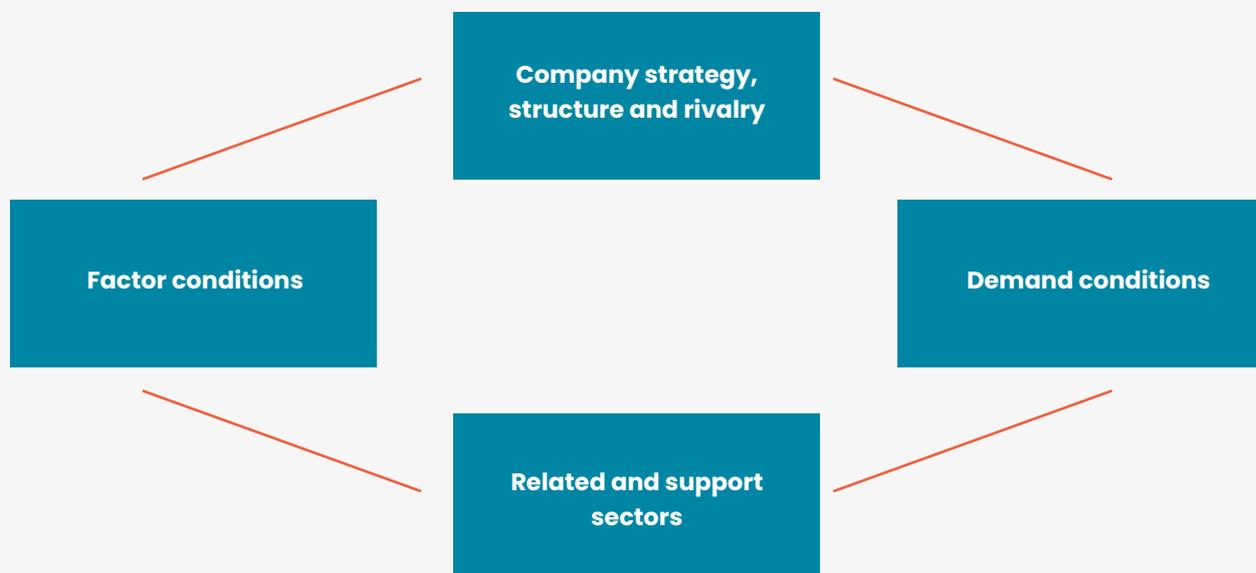 Company strategy,
structure and rivalry
Factor conditions
Demand conditions
Related and support
sectors